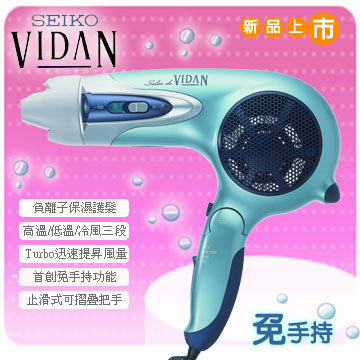 SEIKO
VIDAN
新品上市
Salon de VIDAN
負離子保濕護髮
高溫/低溫/冷風三段
Turbo迅速提昇風量
首創免手持功能
止滑式可摺疊把手
免手持